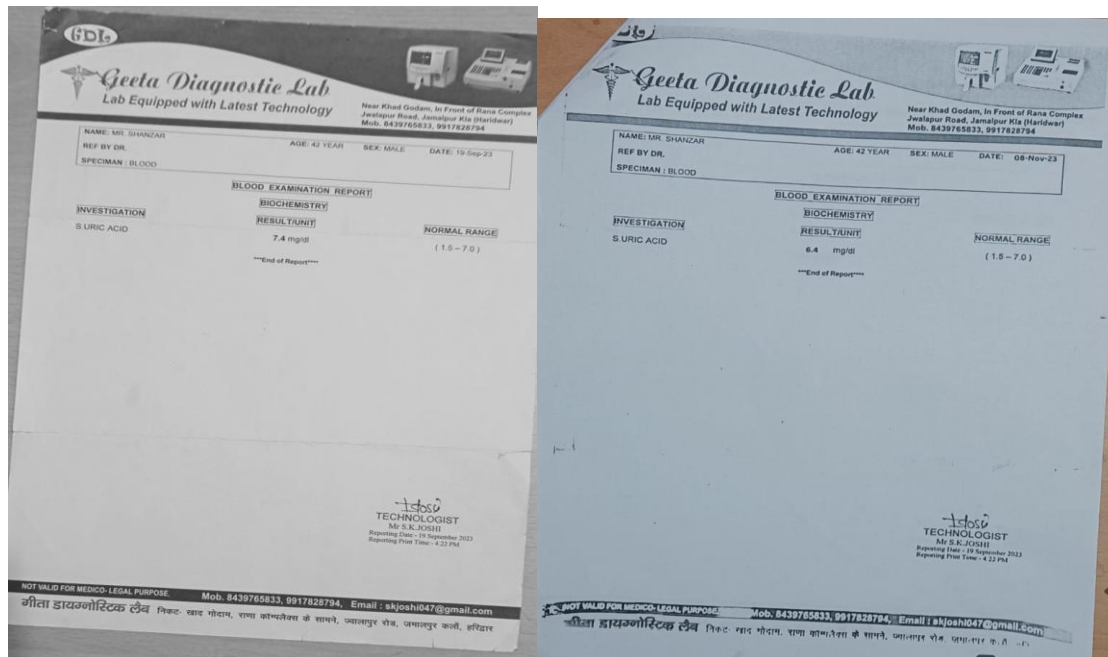 GDL
Geeta Diagnostic Lab
Lab Equipped with Latest Technology
Near Khad Godam, In Front of Rana Complex
Jwalapur Road, Jamalpur Kla (Haridwar)
Mob. 8439765833, 9917828794
NAME: MR. SHANZAR
AGE: 42 YEAR SEX: MALE DATE: 19-Sep-23
REF BY DR.
SPECIMAN : BLOOD
BLOOD EXAMINATION REPORT
BIOCHEMISTRY
INVESTIGATION RESULT/UNIT NORMAL RANGE
S.URIC ACID 7.4 mg/dl ( 1.5 – 7.0 )
***End of Report****
TECHNOLOGIST
Mr S.K.JOSHI
Reporting Date - 19 September 2023
Reporting Print Time - 4:22 PM
NOT VALID FOR MEDICO- LEGAL PURPOSE. Mob. 8439765833, 9917828794, Email : skjoshi047@gmail.com
गीता डायग्नोस्टिक लैब निकट- खाद गोदाम, राणा कॉम्पलैक्स के सामने, ज्वालापुर रोड, जमालपुर कलाँ, हरिद्वार
Geeta Diagnostic Lab
Lab Equipped with Latest Technology
Near Khad Godam, In Front of Rana Complex
Jwalapur Road, Jamalpur Kla (Haridwar)
Mob. 8439765833, 9917828794
NAME: MR. SHANZAR
AGE: 42 YEAR SEX: MALE DATE: 08-Nov-23
REF BY DR.
SPECIMAN : BLOOD
BLOOD EXAMINATION REPORT
BIOCHEMISTRY
INVESTIGATION RESULT/UNIT NORMAL RANGE
S.URIC ACID 6.4 mg/dl ( 1.5 – 7.0 )
***End of Report****
TECHNOLOGIST
Mr S.K.JOSHI
Reporting Date - 19 September 2023
Reporting Print Time - 4:22 PM
NOT VALID FOR MEDICO- LEGAL PURPOSE. Mob. 8439765833, 9917828794, Email : skjoshi047@gmail.com
गीता डायग्नोस्टिक लैब निकट- खाद गोदाम, राणा कॉम्पलैक्स के सामने, ज्वालापुर रोड, जमालपुर